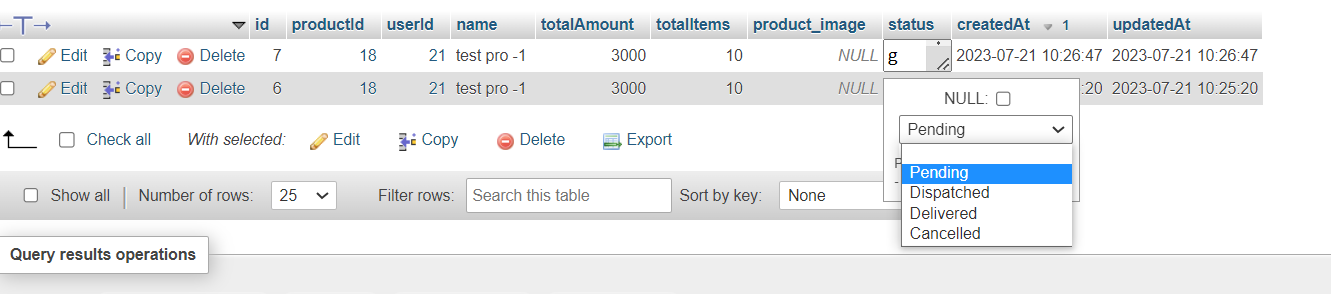 id productId userId name totalAmount totalItems product_image status createdAt 1 updatedAt
Edit Copy Delete 7 18 21 test pro -1 3000 10 NULL g 2023-07-21 10:26:47 2023-07-21 10:26:47
Edit Copy Delete 6 18 21 test pro -1 3000 10 NULL :20 2023-07-21 10:25:20
NULL:
Pending
Check all With selected: Edit Copy Delete Export
Pending
Dispatched
Delivered
Cancelled
Show all Number of rows: 25 Filter rows: Search this table Sort by key: None
Query results operations